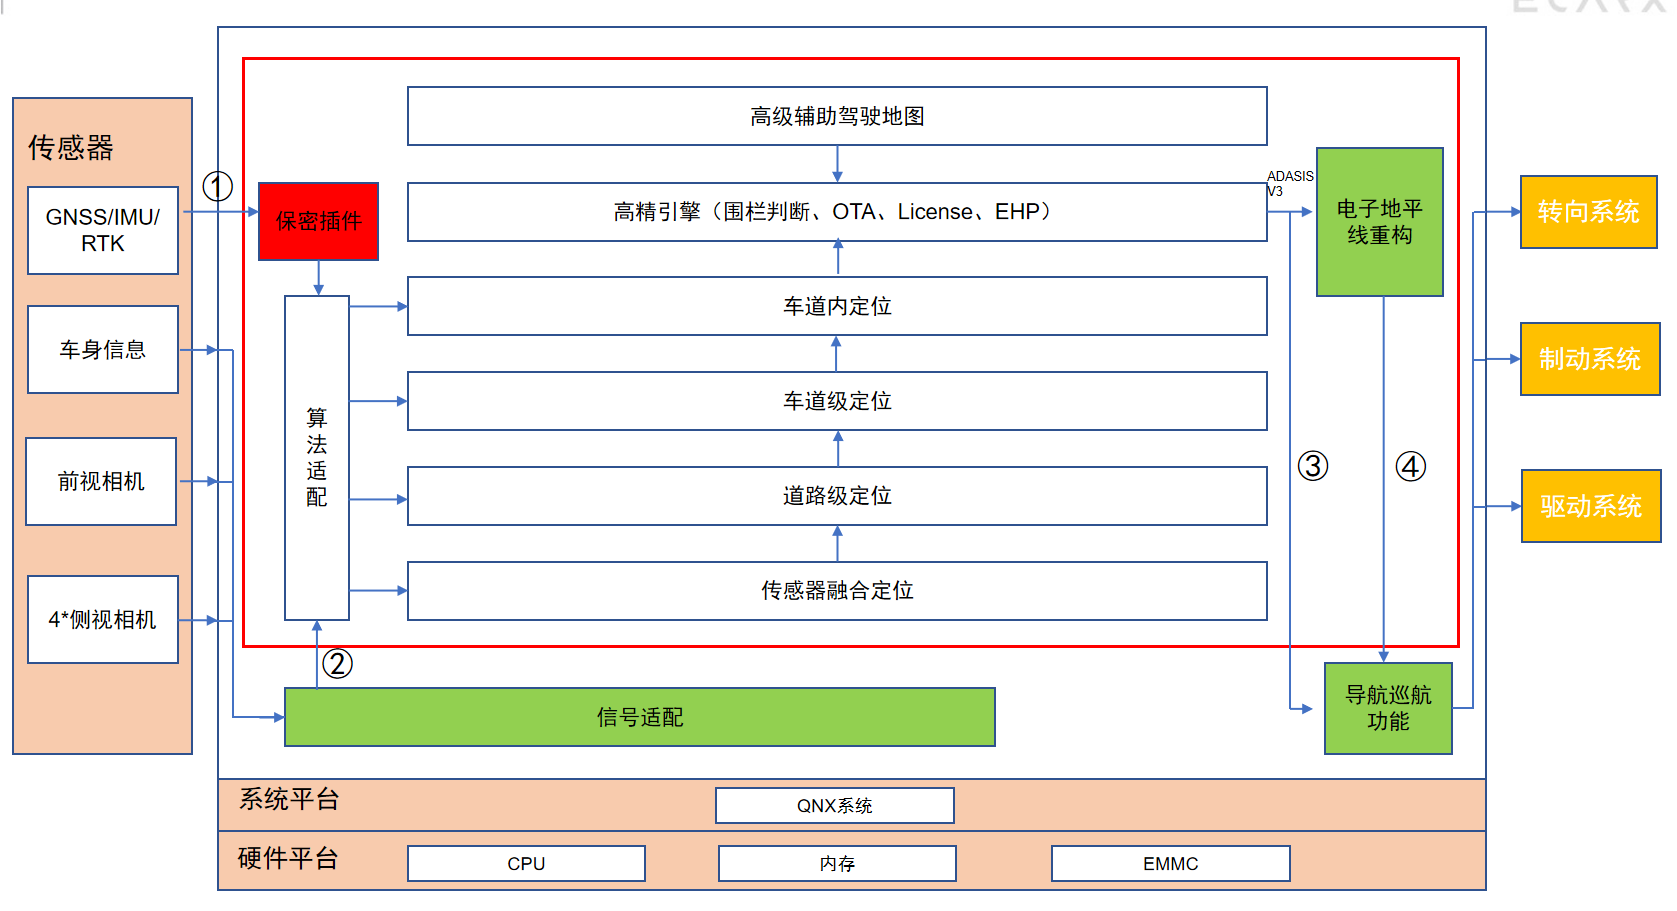 传感器
GNSS/IMU/
RTK
车身信息
前视相机
4*侧视相机
①
保密插件
算
法
适
配
②
高级辅助驾驶地图
高精引擎（围栏判断、OTA、License、EHP）
车道内定位
车道级定位
道路级定位
传感器融合定位
信号适配
ADASIS
V3
电子地平
线重构
③
④
导航巡航
功能
转向系统
制动系统
驱动系统
系统平台
QNX系统
硬件平台
CPU
内存
EMMC